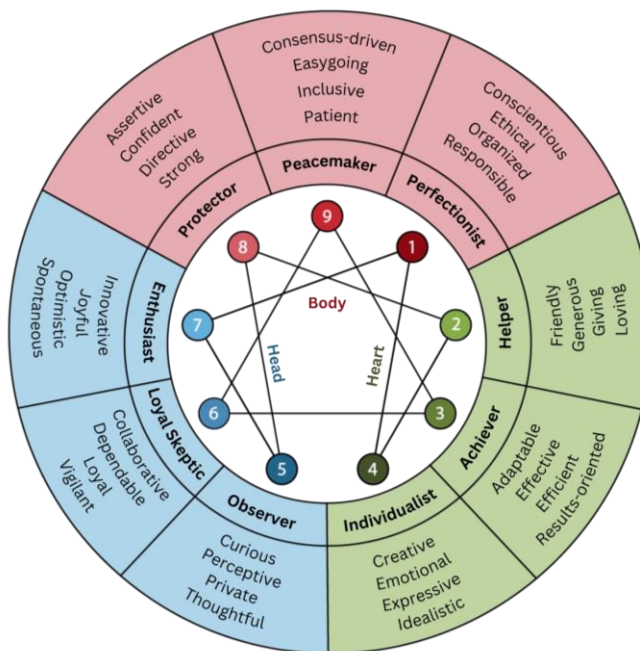 Consensus-driven
Easygoing
Inclusive
Patient
Peacemaker
9
Conscientious
Ethical
Organized
Responsible
Perfectionist
1
Friendly
Generous
Giving
Loving
Helper
2
Adaptable
Effective
Efficient
Results-oriented
Achiever
3
Creative
Emotional
Expressive
Idealistic
Individualist
4
Curious
Perceptive
Private
Thoughtful
Observer
5
Collaborative
Dependable
Loyal
Vigilant
Loyal Skeptic
6
Innovative
Joyful
Optimistic
Spontaneous
Enthusiast
7
Assertive
Confident
Directive
Strong
Protector
8
Body
Head
Heart